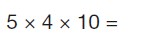 5 × 4 × 10 =